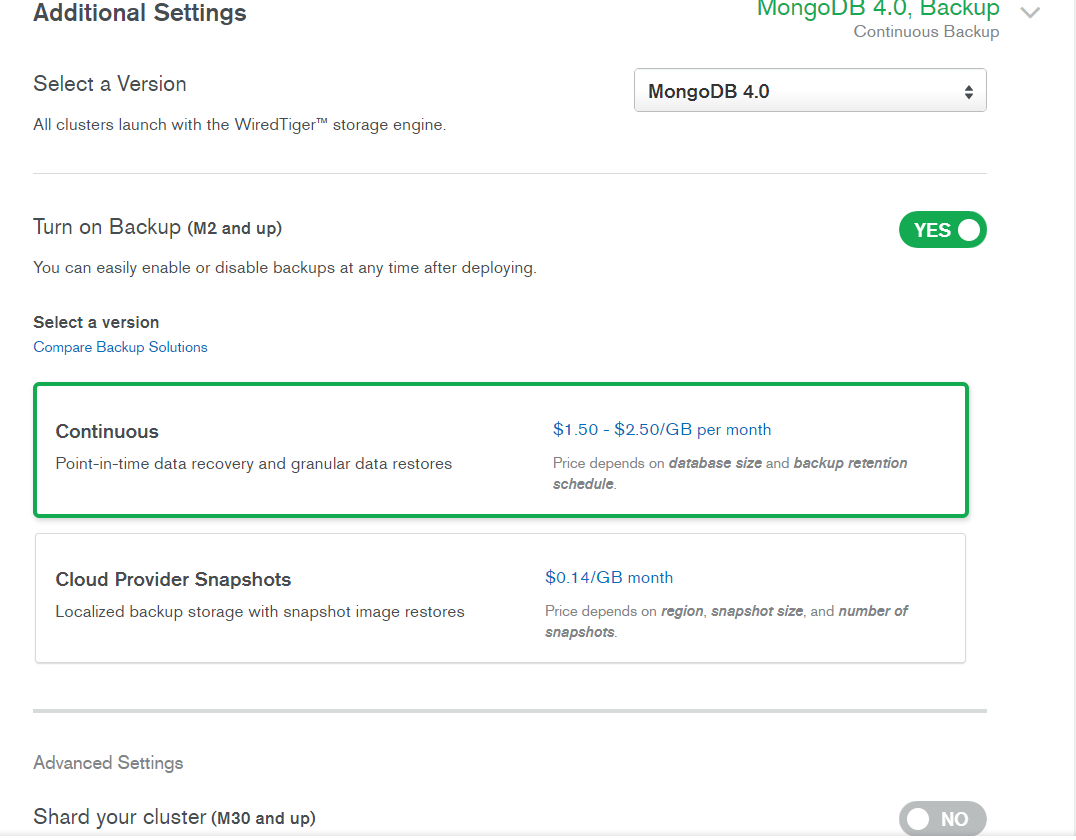 Additional Settings
MongoDB 4.0, Backup
Continuous Backup
Select a Version
MongoDB 4.0
All clusters launch with the WiredTiger™ storage engine.
Turn on Backup (M2 and up)
YES
You can easily enable or disable backups at any time after deploying.
Select a version
Compare Backup Solutions
Continuous
$1.50 - $2.50/GB per month
Point-in-time data recovery and granular data restores
Price depends on database size and backup retention
schedule.
Cloud Provider Snapshots
$0.14/GB month
Localized backup storage with snapshot image restores
Price depends on region, snapshot size, and number of
snapshots.
Advanced Settings
Shard your cluster (M30 and up)
NO